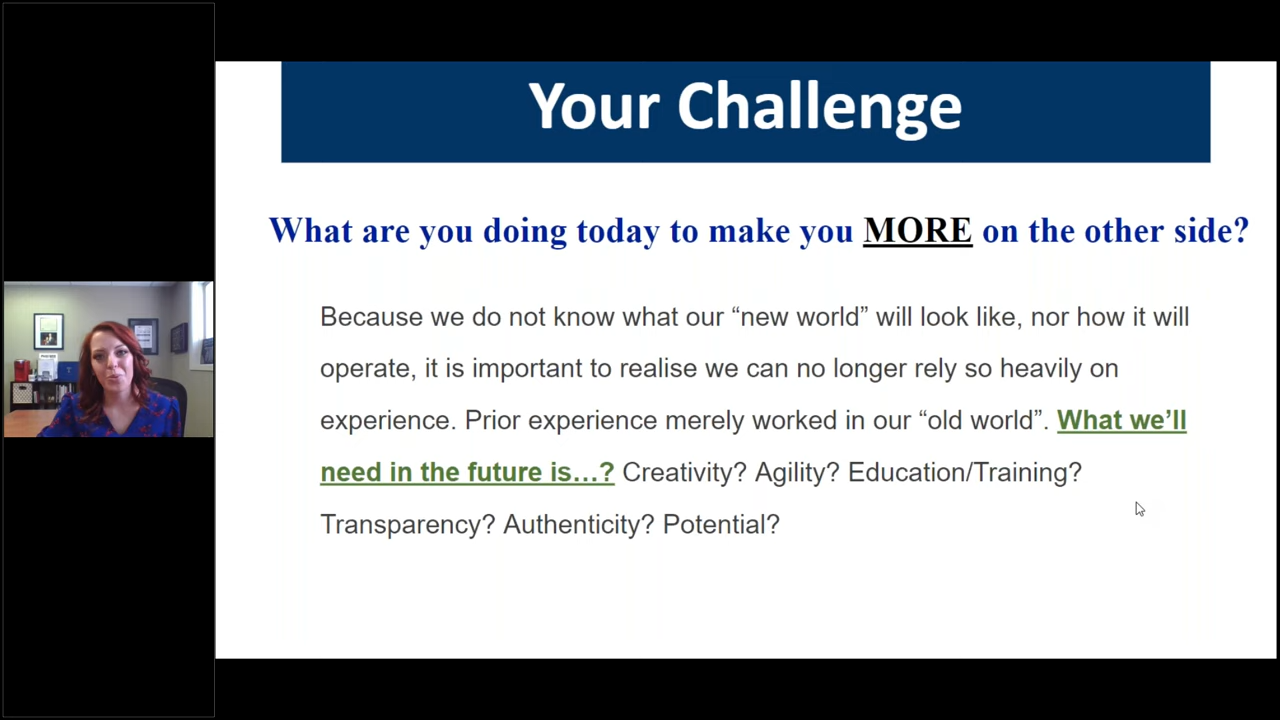 Your Challenge
What are you doing today to make you MORE on the other side?
Because we do not know what our “new world” will look like, nor how it will
operate, it is important to realise we can no longer rely so heavily on
experience. Prior experience merely worked in our “old world”. What we’ll
need in the future is…? Creativity? Agility? Education/Training?
Transparency? Authenticity? Potential?